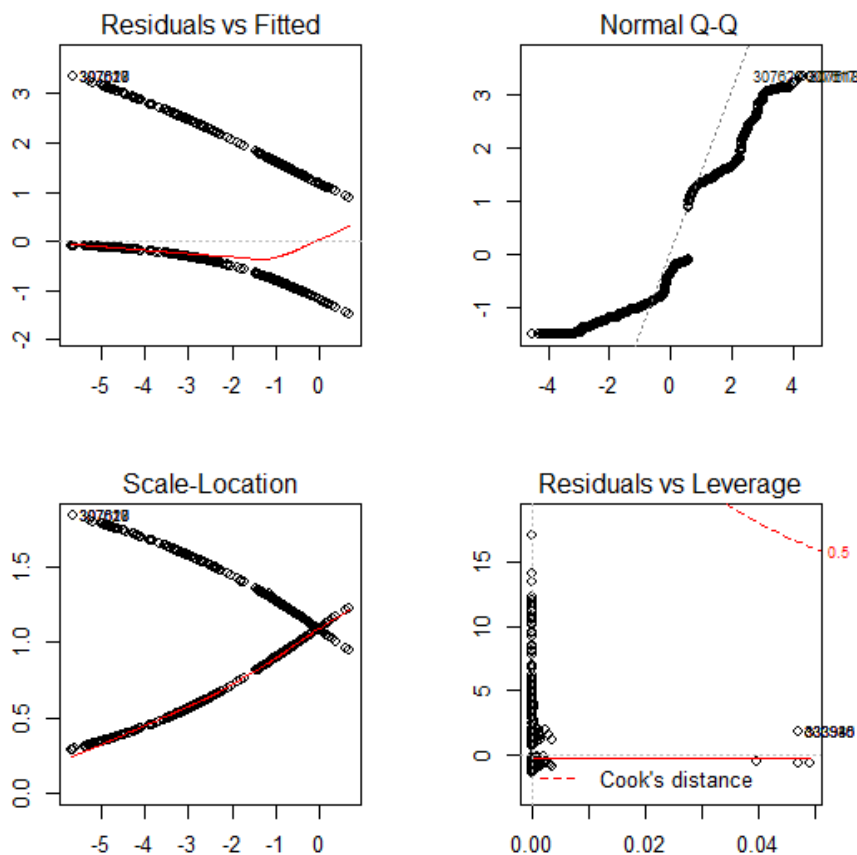 Residuals vs Fitted
3
2
1
0
-1
-2
-5 -4 -3 -2 -1 0
Normal Q-Q
3
2
1
0
-1
-4 -2 0 2 4
Scale-Location
1.5
1.0
0.5
0.0
-5 -4 -3 -2 -1 0
Residuals vs Leverage
15
10
5
0
0.5
Cook's distance
0.00 0.02 0.04